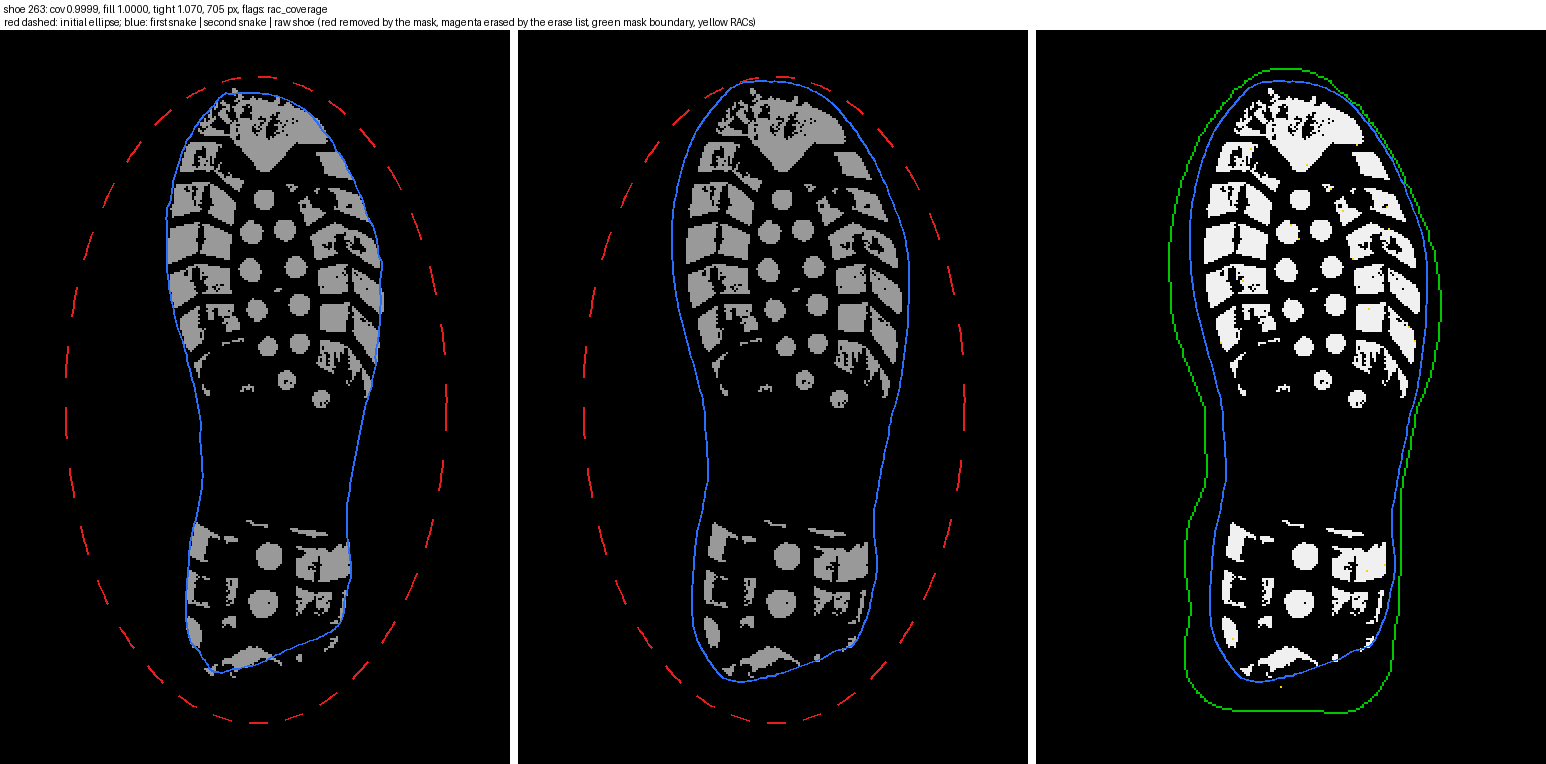 shoe 263: cov 0.9999, fill 1.0000, tight 1.070, 705 px, flags: rac_coverage
red dashed: initial ellipse; blue: first snake | second snake | raw shoe (red removed by the mask, magenta erased by the erase list, green mask boundary, yellow RACs)